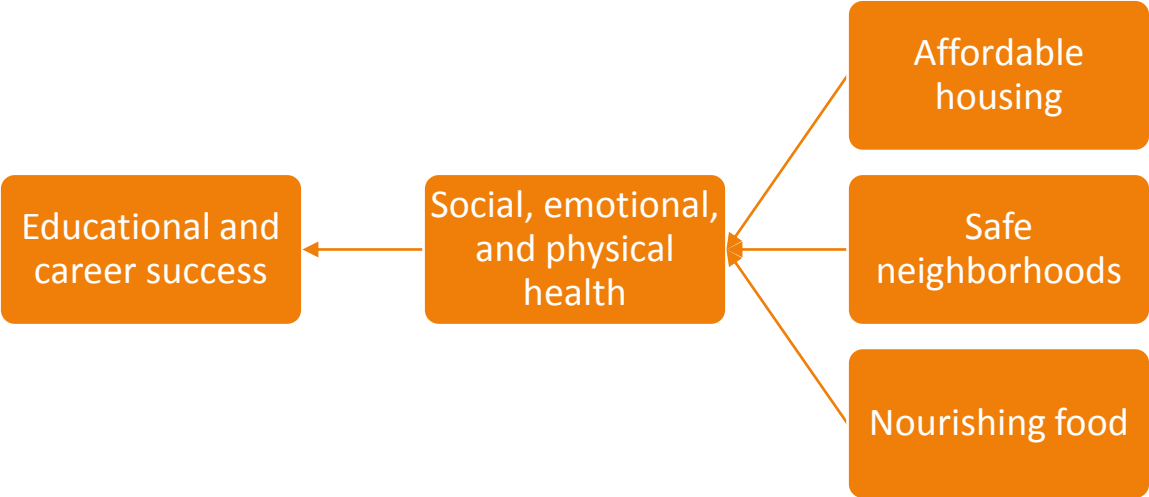 Educational and
career success
Social, emotional,
and physical
health
Affordable
housing
Safe
neighborhoods
Nourishing food